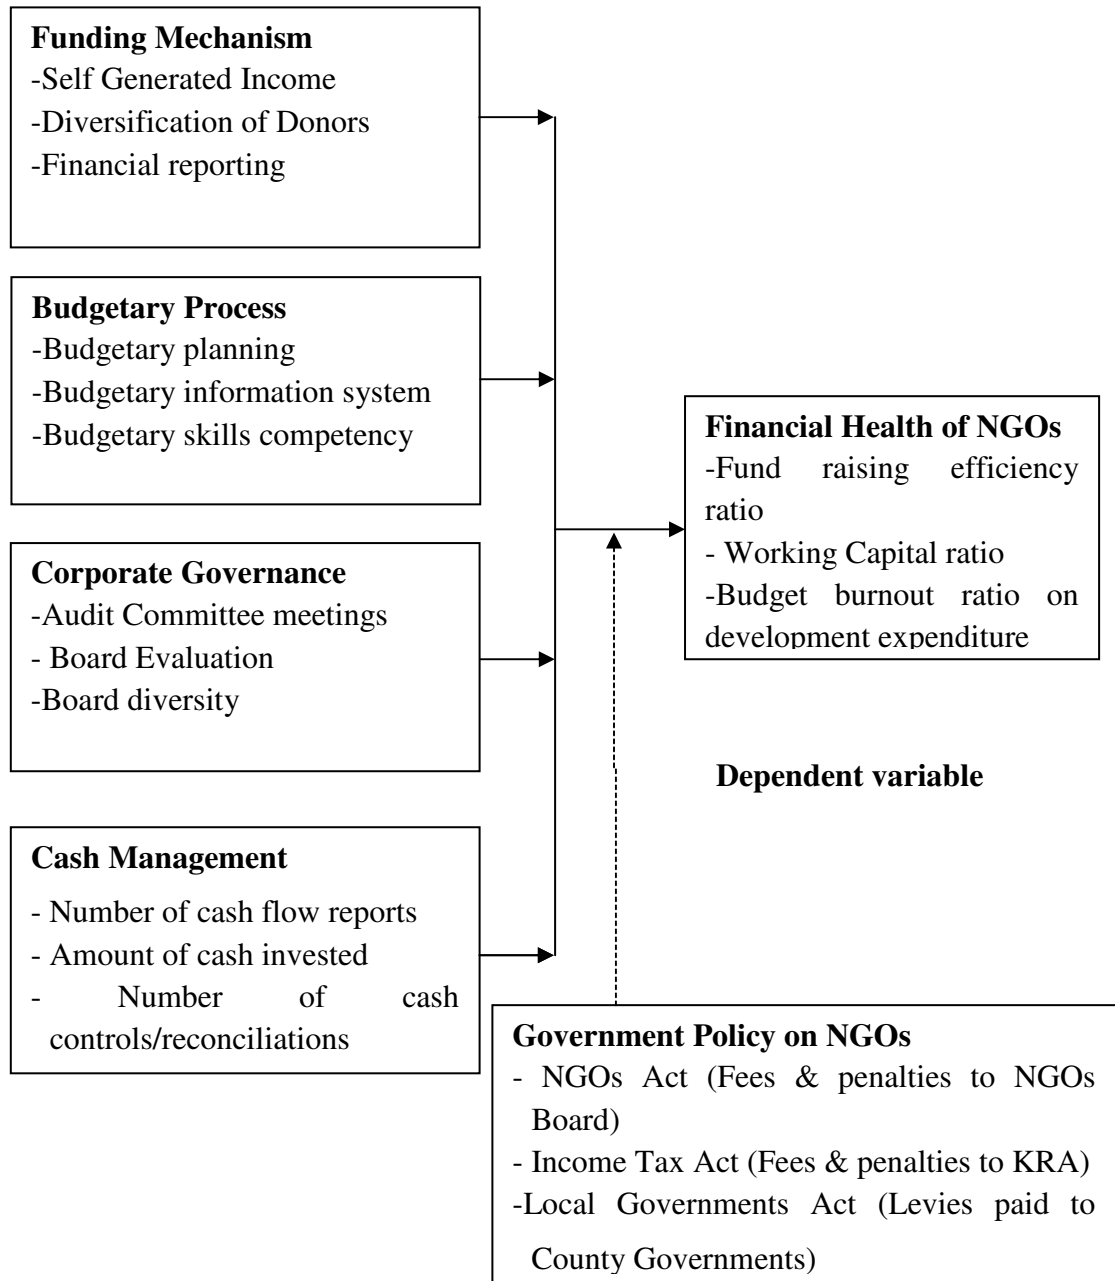 Funding Mechanism
-Self Generated Income
-Diversification of Donors
-Financial reporting
Budgetary Process
-Budgetary planning
-Budgetary information system
-Budgetary skills competency
Corporate Governance
-Audit Committee meetings
- Board Evaluation
-Board diversity
Cash Management
- Number of cash flow reports
- Amount of cash invested
- Number of cash
controls/reconciliations
Financial Health of NGOs
-Fund raising efficiency
ratio
- Working Capital ratio
-Budget burnout ratio on
development expenditure
Dependent variable
Government Policy on NGOs
- NGOs Act (Fees & penalties to NGOs
Board)
- Income Tax Act (Fees & penalties to KRA)
-Local Governments Act (Levies paid to
County Governments)